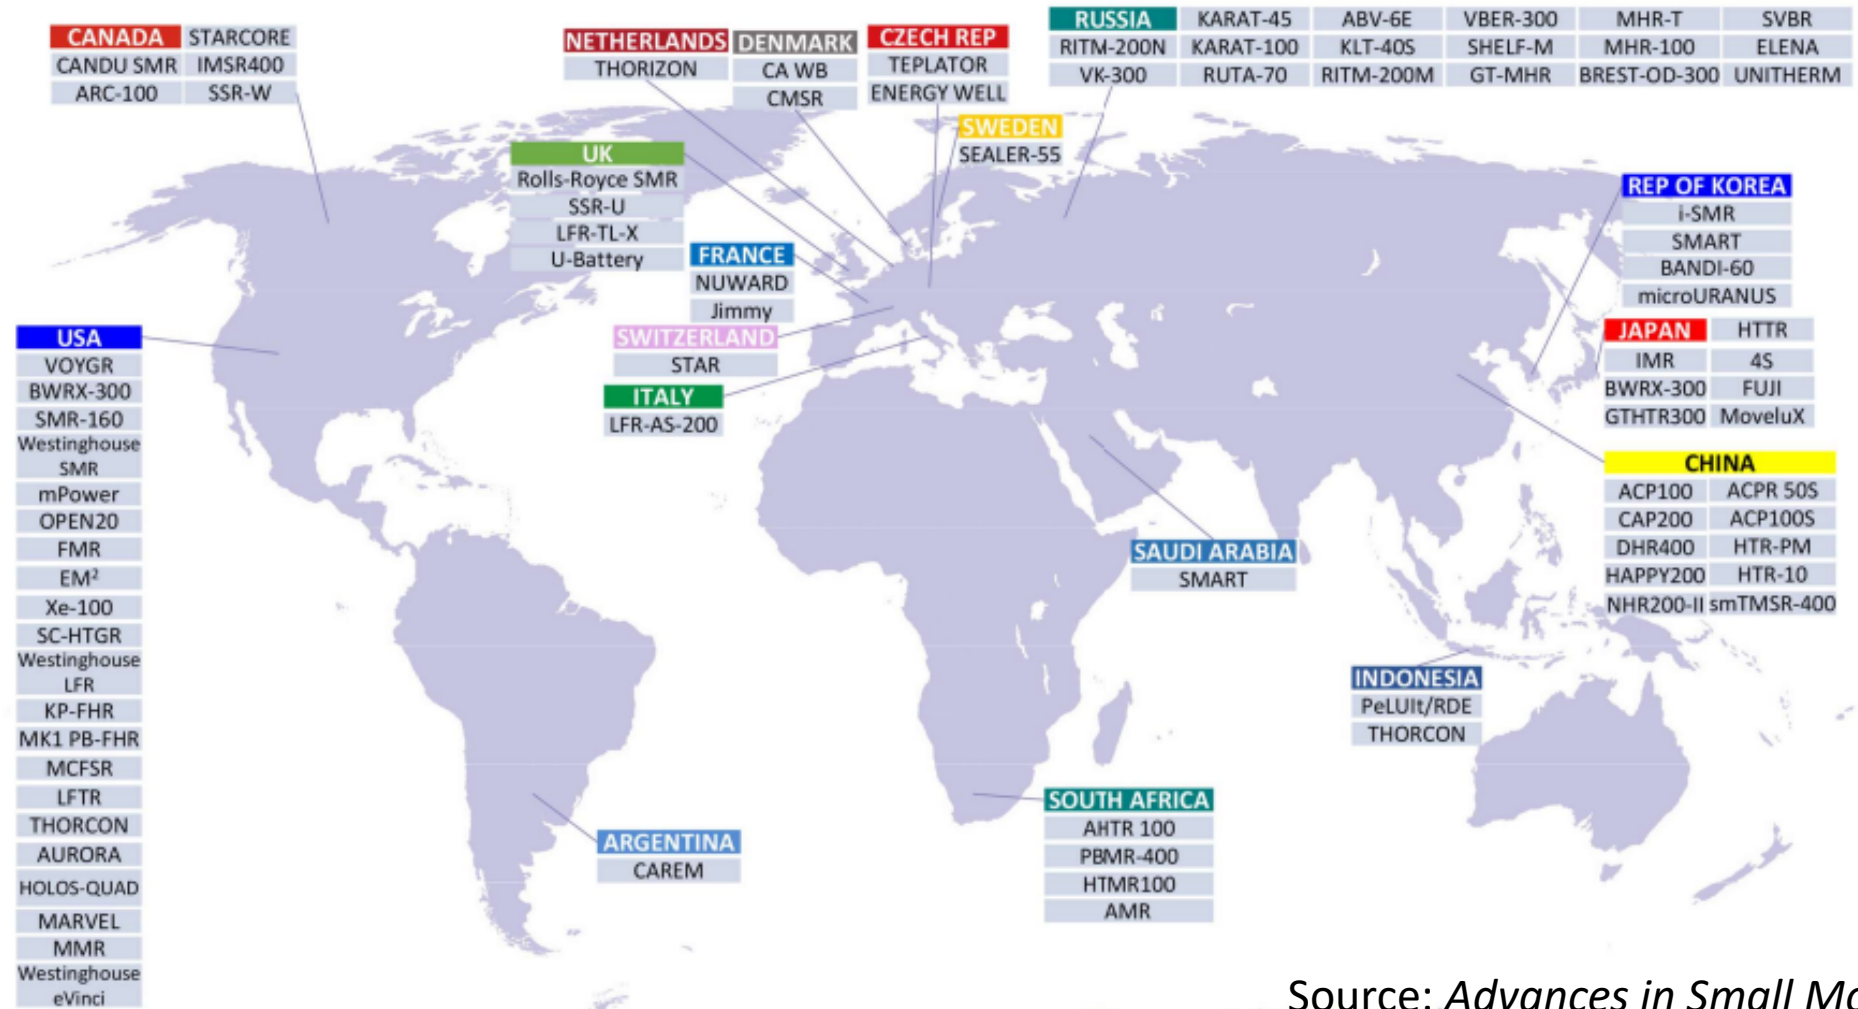 CANADA STARCORE
CANDU SMR IMSR400
ARC-100 SSR-W
NETHERLANDS
THORIZON
DENMARK
CA WB
CMSR
CZECH REP
TEPLATOR
ENERGY WELL
RUSSIA KARAT-45 ABV-6E VBER-300 MHR-T SVBR
RITM-200N KARAT-100 KLT-40S SHELF-M MHR-100 ELENA
VK-300 RUTA-70 RITM-200M GT-MHR BREST-OD-300 UNITHERM
SWEDEN
SEALER-55
UK
Rolls-Royce SMR
SSR-U
LFR-TL-X
U-Battery
REP OF KOREA
i-SMR
SMART
BANDI-60
microURANUS
FRANCE
NUWARD
Jimmy
SWITZERLAND
STAR
ITALY
LFR-AS-200
USA
VOYGR
BWRX-300
SMR-160
Westinghouse
SMR
mPower
OPEN20
FMR
EM²
Xe-100
SC-HTGR
Westinghouse
LFR
KP-FHR
MK1 PB-FHR
MCFSR
LFTR
THORCON
AURORA
HOLOS-QUAD
MARVEL
MMR
Westinghouse
eVinci
JAPAN HTTR
IMR 4S
BWRX-300 FUJI
GTHTR300 MoveluX
CHINA
ACP100 ACPR 50S
CAP200 ACP100S
DHR400 HTR-PM
HAPPY200 HTR-10
NHR200-II smTMSR-400
SAUDI ARABIA
SMART
INDONESIA
PeLUIt/RDE
THORCON
SOUTH AFRICA
AHTR 100
PBMR-400
HTMR100
AMR
ARGENTINA
CAREM
Source: Advances in Small